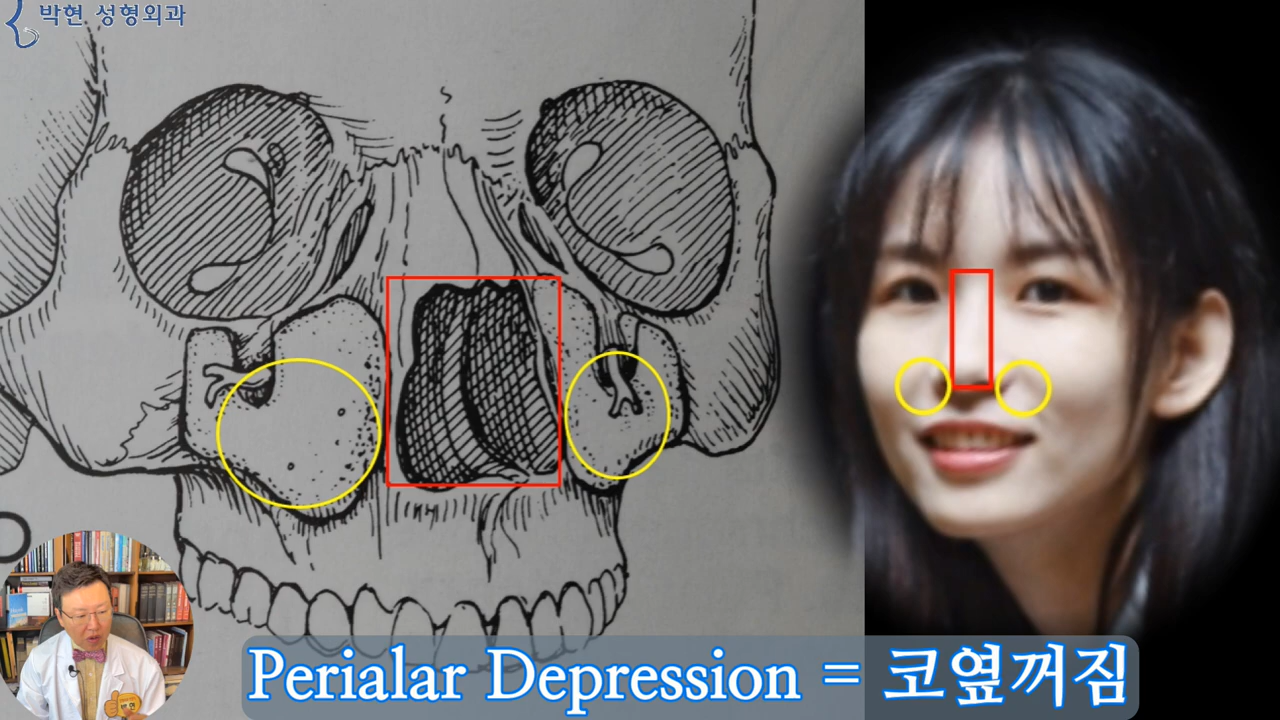 박현 성형외과
Perialar Depression = 코옆꺼짐